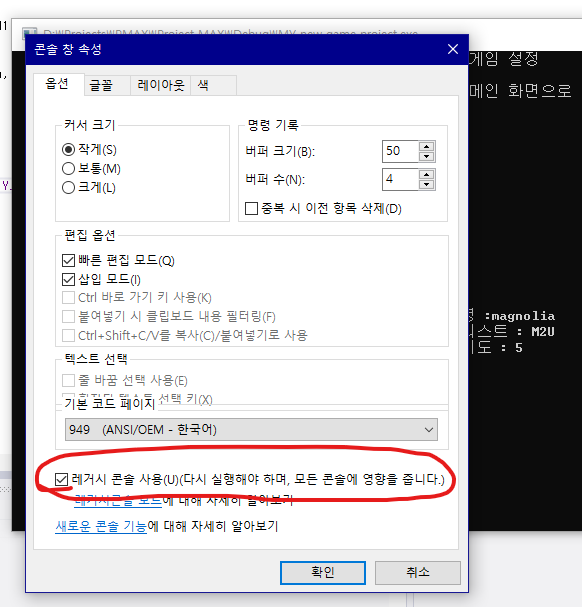 콘솔 창 속성
옵션 글꼴 레이아웃 색
커서 크기
작게(S)
보통(M)
크게(L)
명령 기록
버퍼 크기(B): 50
버퍼 수(N): 4
중복 시 이전 항목 삭제(D)
편집 옵션
빠른 편집 모드(Q)
삽입 모드(I)
Ctrl 바로 가기 키 사용(K)
붙여넣기 시 클립보드 내용 필터링(F)
Ctrl+Shift+C/V를 복사(C)/붙여넣기로 사용
텍스트 선택
줄 바꿈 선택 사용(E)
선택 키(X)
기본 코드 페이지
949 (ANSI/OEM - 한국어)
레거시 콘솔 사용(U)(다시 실행해야 하며, 모든 콘솔에 영향을 줍니다.)
레거시콘솔 모드에 대해 자세히 알아보기
새로운 콘솔 기능에 대해 자세히 알아보기
확인 취소
게임 설정
메인 화면으로
:magnolia
스트 : M2U
도 : 5